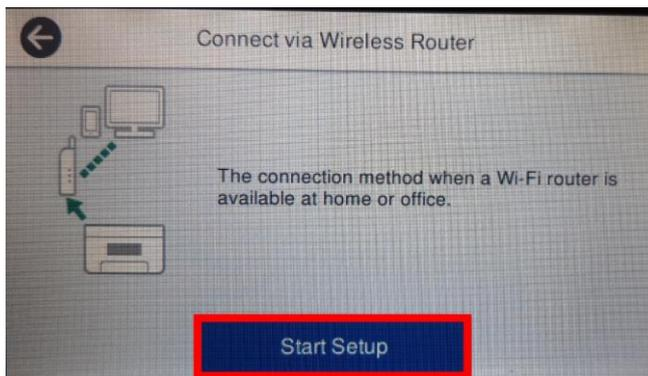 Connect via Wireless Router
The connection method when a Wi-Fi router is
available at home or office.
Start Setup